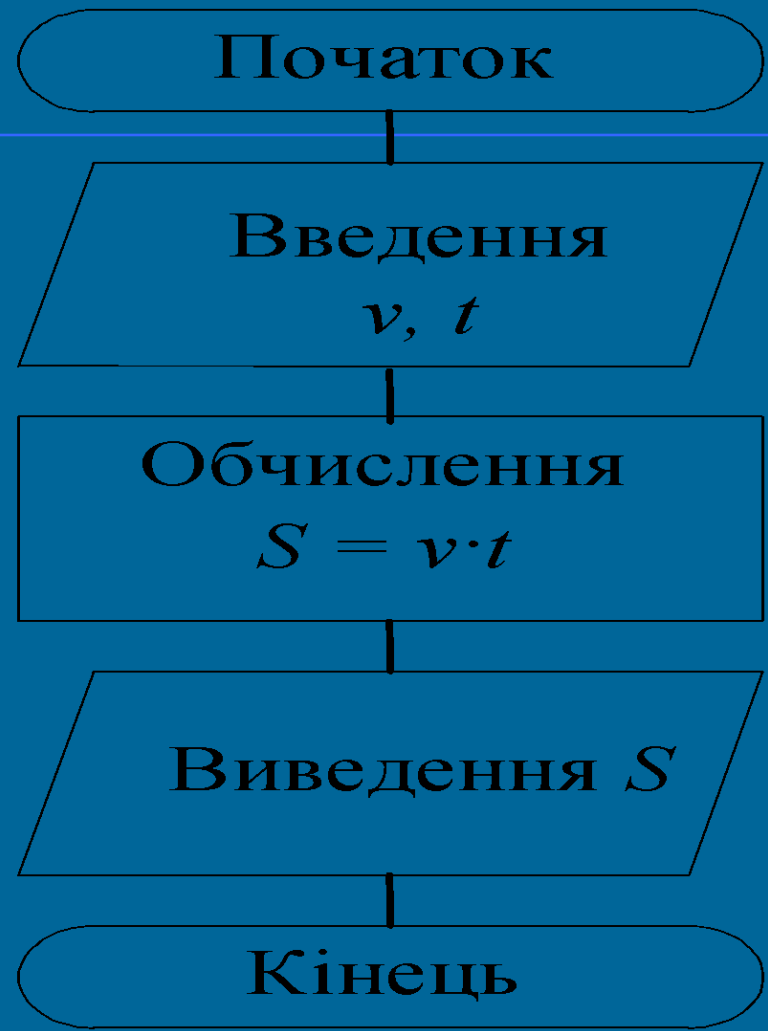 Початок
Введення
v, t
Обчислення
S = v·t
Виведення S
Кінець